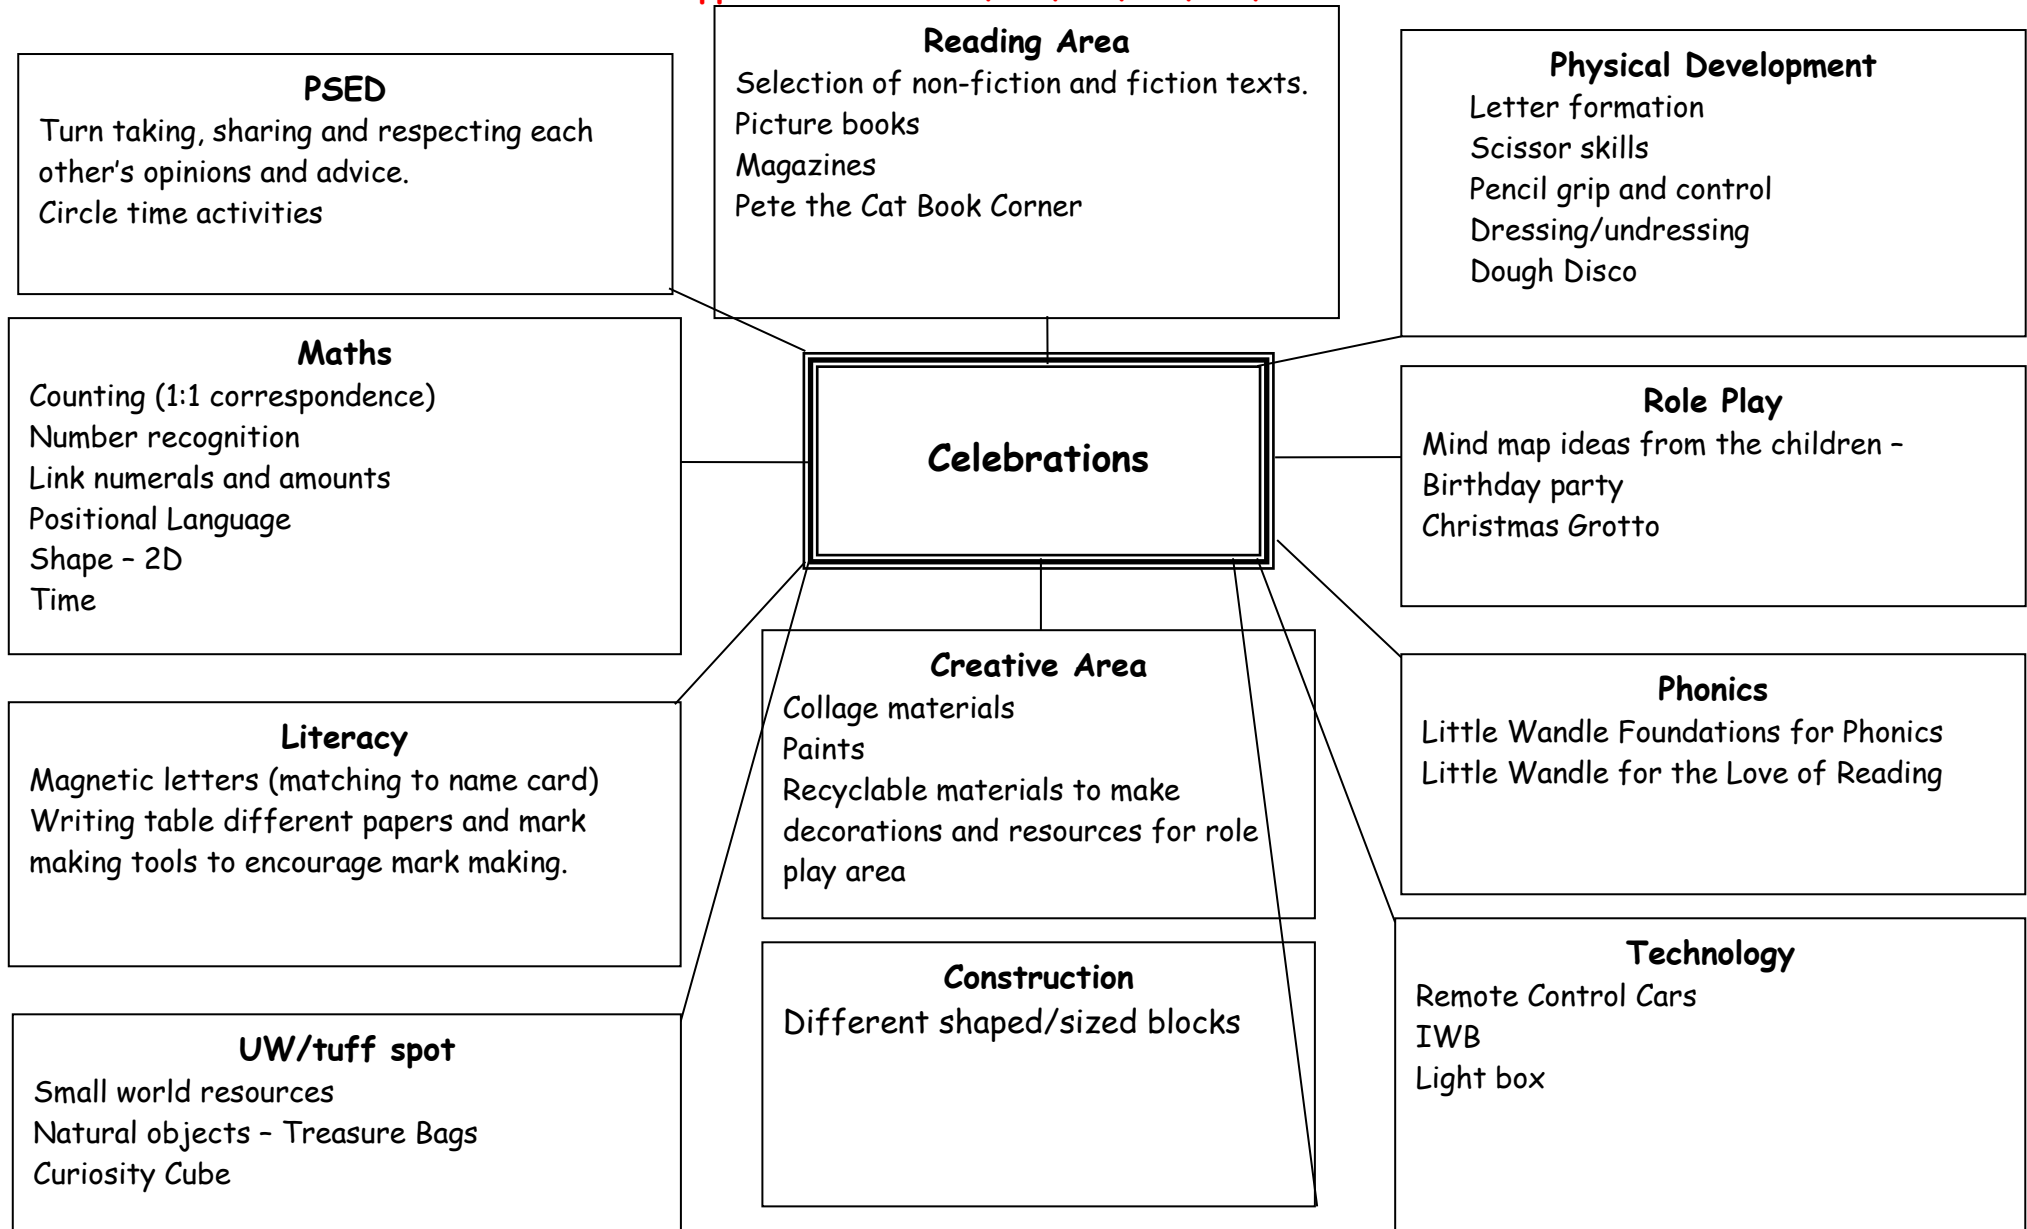 PSED
Turn taking, sharing and respecting each
other's opinions and advice.
Circle time activities
Reading Area
Selection of non-fiction and fiction texts.
Picture books
Magazines
Pete the Cat Book Corner
Physical Development
Letter formation
Scissor skills
Pencil grip and control
Dressing/undressing
Dough Disco
Maths
Counting (1:1 correspondence)
Number recognition
Link numerals and amounts
Positional Language
Shape – 2D
Time
Celebrations
Role Play
Mind map ideas from the children –
Birthday party
Christmas Grotto
Literacy
Magnetic letters (matching to name card)
Writing table different papers and mark
making tools to encourage mark making.
Creative Area
Collage materials
Paints
Recyclable materials to make
decorations and resources for role
play area
Phonics
Little Wandle Foundations for Phonics
Little Wandle for the Love of Reading
UW/tuff spot
Small world resources
Natural objects – Treasure Bags
Curiosity Cube
Construction
Different shaped/sized blocks
Technology
Remote Control Cars
IWB
Light box